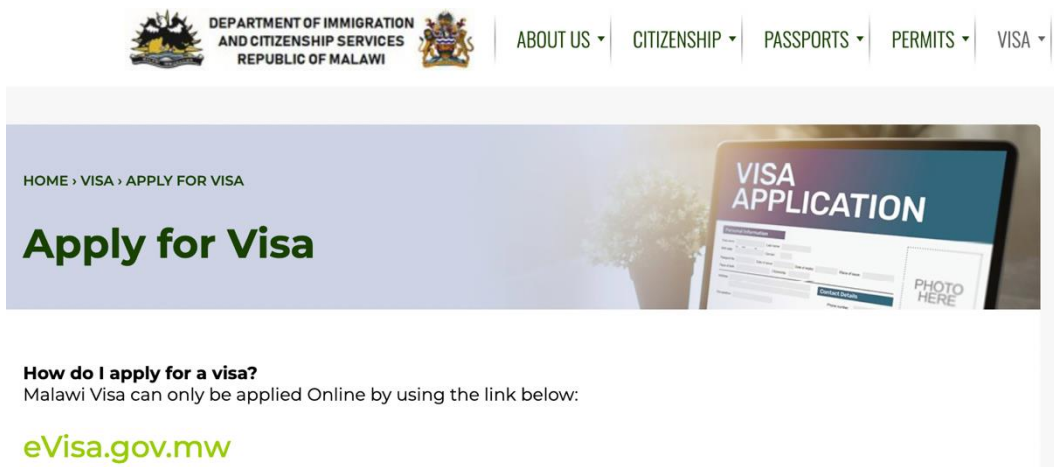 DEPARTMENT OF IMMIGRATION
AND CITIZENSHIP SERVICES
REPUBLIC OF MALAWI
ABOUT US
CITIZENSHIP
PASSPORTS
PERMITS
VISA
HOME › VISA › APPLY FOR VISA
Apply for Visa
VISA
APPLICATION
Personal Information
Contact Details
PHOTO
HERE
How do I apply for a visa?
Malawi Visa can only be applied Online by using the link below:
eVisa.gov.mw